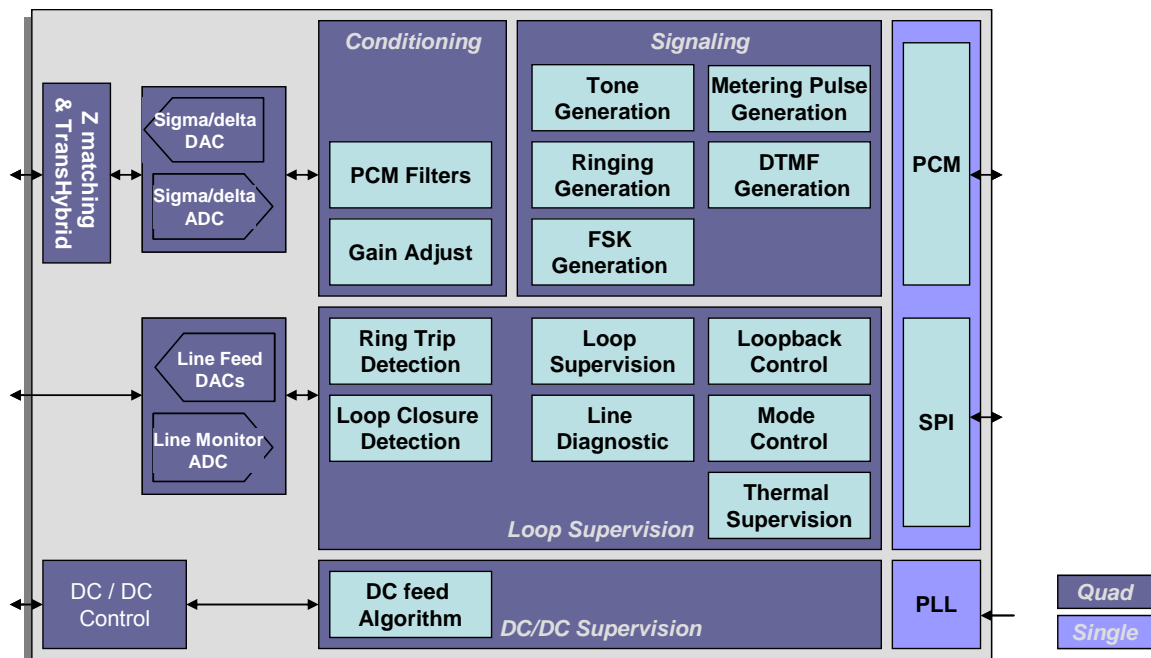 Conditioning
Signaling
Z matching
& TransHybrid
Sigma/delta
DAC
Sigma/delta
ADC
PCM Filters
Gain Adjust
Tone
Generation
Metering Pulse
Generation
Ringing
Generation
DTMF
Generation
FSK
Generation
PCM
Line Feed
DACs
Line Monitor
ADC
Ring Trip
Detection
Loop
Supervision
Loopback
Control
Loop Closure
Detection
Line
Diagnostic
Mode
Control
Thermal
Supervision
Loop Supervision
SPI
DC / DC
Control
DC feed
Algorithm
DC/DC Supervision
PLL
Quad
Single